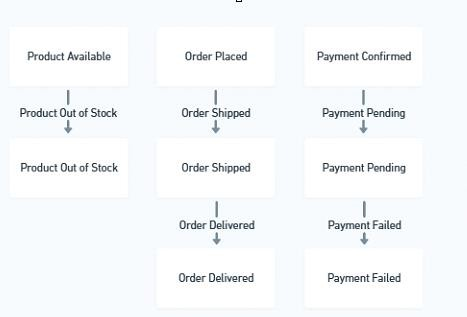 Product Available
Order Placed
Payment Confirmed
Product Out of Stock
Order Shipped
Payment Pending
Product Out of Stock
Order Shipped
Payment Pending
Order Delivered
Payment Failed
Order Delivered
Payment Failed